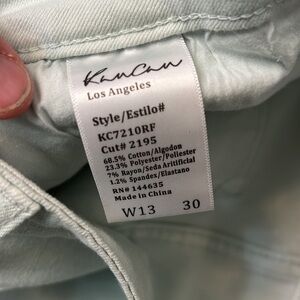 KanCan
Los Angeles
Style/Estilo#
KC7210RF
Cut# 2195
68.5% Cotton/Algodon
23.3% Polyester/Poliester
7% Rayon/Seda Artificial
1.2% Spandex/Elastano
RN# 144635
Made in China
W13 30